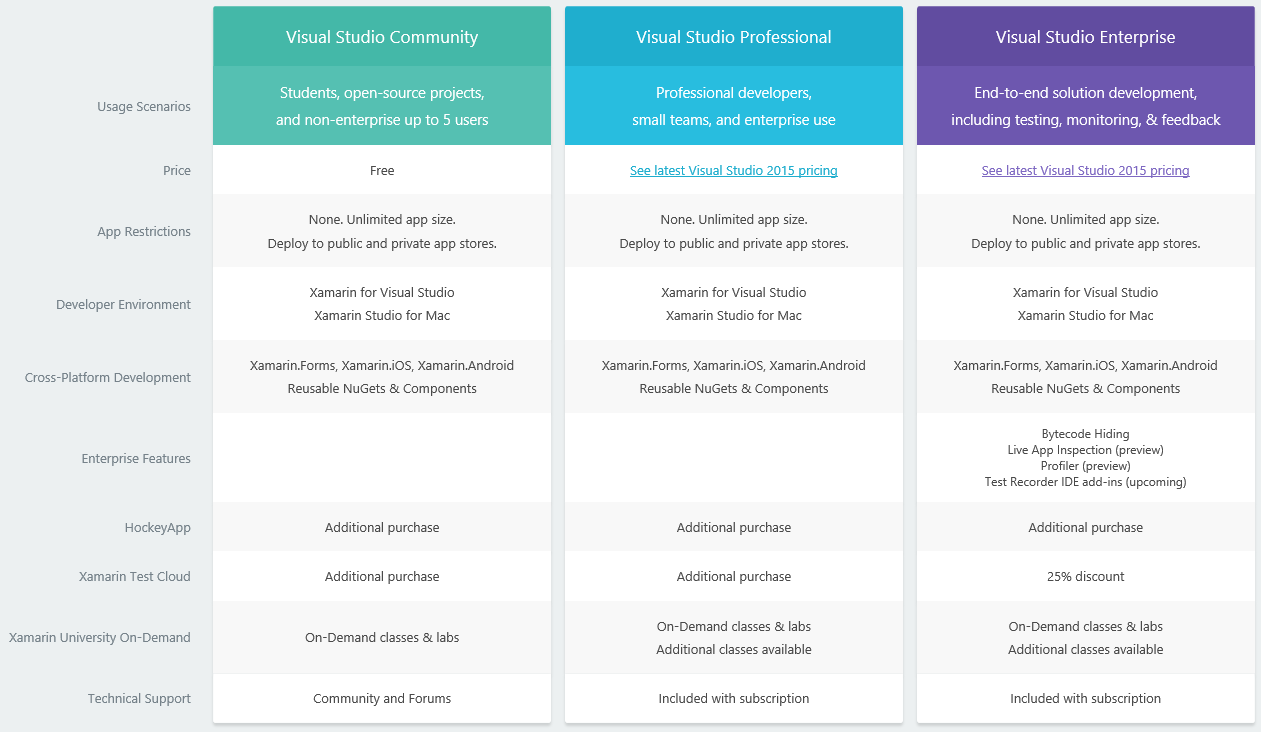 Visual Studio Community
Visual Studio Professional
Visual Studio Enterprise
Usage Scenarios
Students, open-source projects,
and non-enterprise up to 5 users
Professional developers,
small teams, and enterprise use
End-to-end solution development,
including testing, monitoring, & feedback
Price
Free
See latest Visual Studio 2015 pricing
See latest Visual Studio 2015 pricing
App Restrictions
None. Unlimited app size.
Deploy to public and private app stores.
None. Unlimited app size.
Deploy to public and private app stores.
None. Unlimited app size.
Deploy to public and private app stores.
Developer Environment
Xamarin for Visual Studio
Xamarin Studio for Mac
Xamarin for Visual Studio
Xamarin Studio for Mac
Xamarin for Visual Studio
Xamarin Studio for Mac
Cross-Platform Development
Xamarin.Forms, Xamarin.iOS, Xamarin.Android
Reusable NuGets & Components
Xamarin.Forms, Xamarin.iOS, Xamarin.Android
Reusable NuGets & Components
Xamarin.Forms, Xamarin.iOS, Xamarin.Android
Reusable NuGets & Components
Enterprise Features
Bytecode Hiding
Live App Inspection (preview)
Profiler (preview)
Test Recorder IDE add-ins (upcoming)
HockeyApp
Additional purchase
Additional purchase
Additional purchase
Xamarin Test Cloud
Additional purchase
Additional purchase
25% discount
Xamarin University On-Demand
On-Demand classes & labs
On-Demand classes & labs
Additional classes available
On-Demand classes & labs
Additional classes available
Technical Support
Community and Forums
Included with subscription
Included with subscription